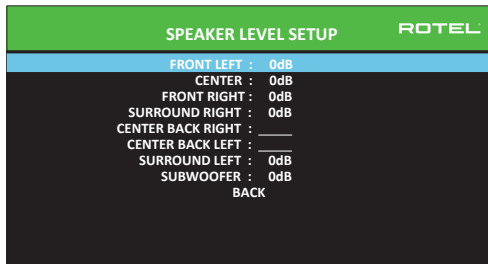 SPEAKER LEVEL SETUP ROTEL
FRONT LEFT : 0dB
CENTER : 0dB
FRONT RIGHT : 0dB
SURROUND RIGHT : 0dB
CENTER BACK RIGHT : _____
CENTER BACK LEFT : _____
SURROUND LEFT : 0dB
SUBWOOFER : 0dB
BACK